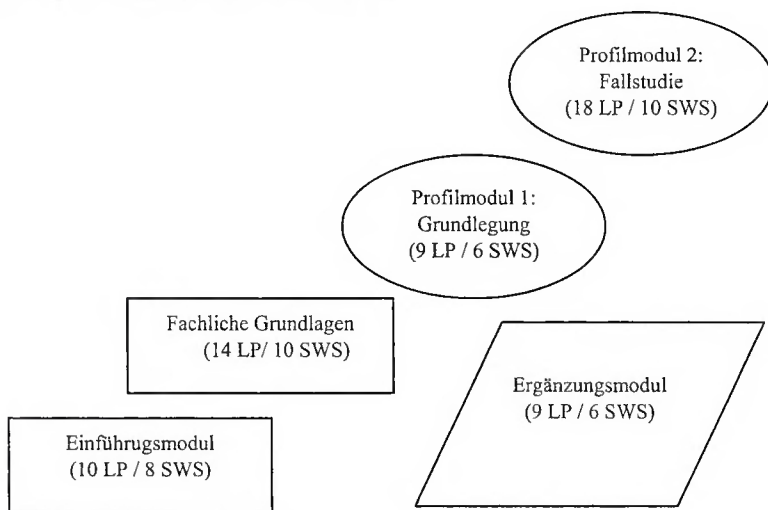 Profilmodul 2:
Fallstudie
(18 LP / 10 SWS)
Profilmodul 1:
Grundlegung
(9 LP / 6 SWS)
Fachliche Grundlagen
(14 LP/ 10 SWS)
Ergänzungsmodul
(9 LP / 6 SWS)
Einführugsmodul
(10 LP / 8 SWS)